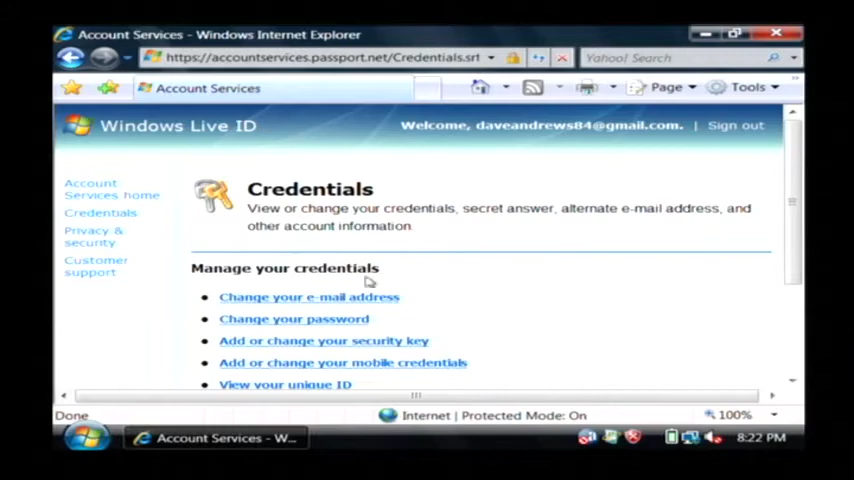 Account Services - Windows Internet Explorer
https://accountservices.passport.net/Credentials.srf
Yahoo! Search
Account Services
Page
Tools
Windows Live ID
Welcome, daveandrews84@gmail.com. | Sign out
Account
Services home
Credentials
Privacy &
security
Customer
support
Credentials
View or change your credentials, secret answer, alternate e-mail address, and
other account information.
Manage your credentials
Change your e-mail address
Change your password
Add or change your security key
Add or change your mobile credentials
View your unique ID
Done
Internet | Protected Mode: On
100%
Account Services - W...
8:22 PM